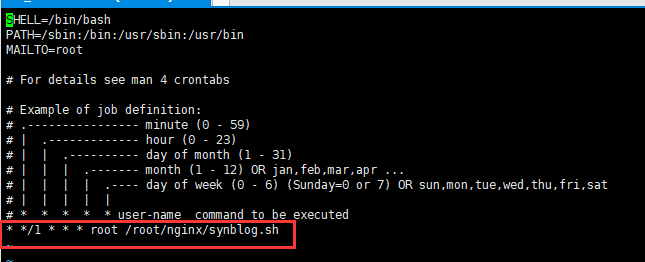 SHELL=/bin/bash
PATH=/sbin:/bin:/usr/sbin:/usr/bin
MAILTO=root
# For details see man 4 crontabs
# Example of job definition:
# .---------------- minute (0 - 59)
# |  .------------- hour (0 - 23)
# |  |  .---------- day of month (1 - 31)
# |  |  |  .------- month (1 - 12) OR jan,feb,mar,apr ...
# |  |  |  |  .---- day of week (0 - 6) (Sunday=0 or 7) OR sun,mon,tue,wed,thu,fri,sat
# |  |  |  |  |
# *  *  *  *  * user-name  command to be executed
* */1 * * * root /root/nginx/synblog.sh
~
~